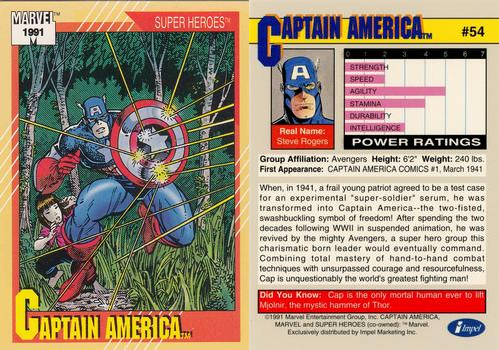 MARVEL
1991
SUPER HEROES™
CAPTAIN AMERICA™
CAPTAIN AMERICA™
#54
0 1 2 3 4 5 6 7
STRENGTH
SPEED
AGILITY
STAMINA
DURABILITY
INTELLIGENCE
POWER RATINGS
Real Name:
Steve Rogers
Group Affiliation: Avengers Height: 6'2" Weight: 240 lbs.
First Appearance: CAPTAIN AMERICA COMICS #1, March 1941
When, in 1941, a frail young patriot agreed to be a test case
for an experimental "super-soldier" serum, he was
transformed into Captain America--the two-fisted,
swashbuckling symbol of freedom! After spending the two
decades following WWII in suspended animation, he was
revived by the mighty Avengers, a super hero group this
charismatic born leader would eventually command.
Combining total mastery of hand-to-hand combat
techniques with unsurpassed courage and resourcefulness,
Cap is unquestionably the world's greatest fighting man!
Did You Know: Cap is the only mortal human ever to lift
Mjolnir, the mystic hammer of Thor.
©1991 Marvel Entertainment Group, Inc. CAPTAIN AMERICA,
MARVEL and SUPER HEROES (co-owned): ™ Marvel.
Exclusively distributed by Impel Marketing Inc.
Impel